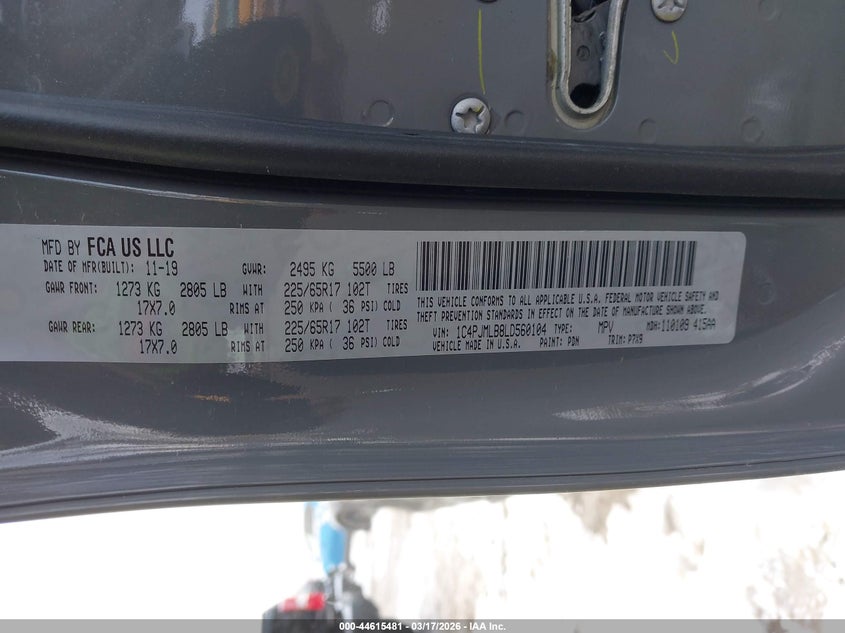 MFD BY FCA US LLC
DATE OF MFR(BUILT): 11-19 GVWR: 2495 KG 5500 LB
GAWR FRONT: 1273 KG 2805 LB WITH 225/65R17 102T TIRES
17X7.0 RIMS AT 250 KPA ( 36 PSI) COLD
GAWR REAR: 1273 KG 2805 LB WITH 225/65R17 102T TIRES
17X7.0 RIMS AT 250 KPA ( 36 PSI) COLD
THIS VEHICLE CONFORMS TO ALL APPLICABLE U.S.A. FEDERAL MOTOR VEHICLE SAFETY AND
THEFT PREVENTION STANDARDS IN EFFECT ON THE DATE OF MANUFACTURE SHOWN ABOVE.
VIN: 1C4PJMLB8LD560104 TYPE: MPV MDH:110109 415AA
VEHICLE MADE IN U.S.A. PAINT: PDN TRIM: P7X9
000-44615481 - 03/17/2026 - IAA Inc.